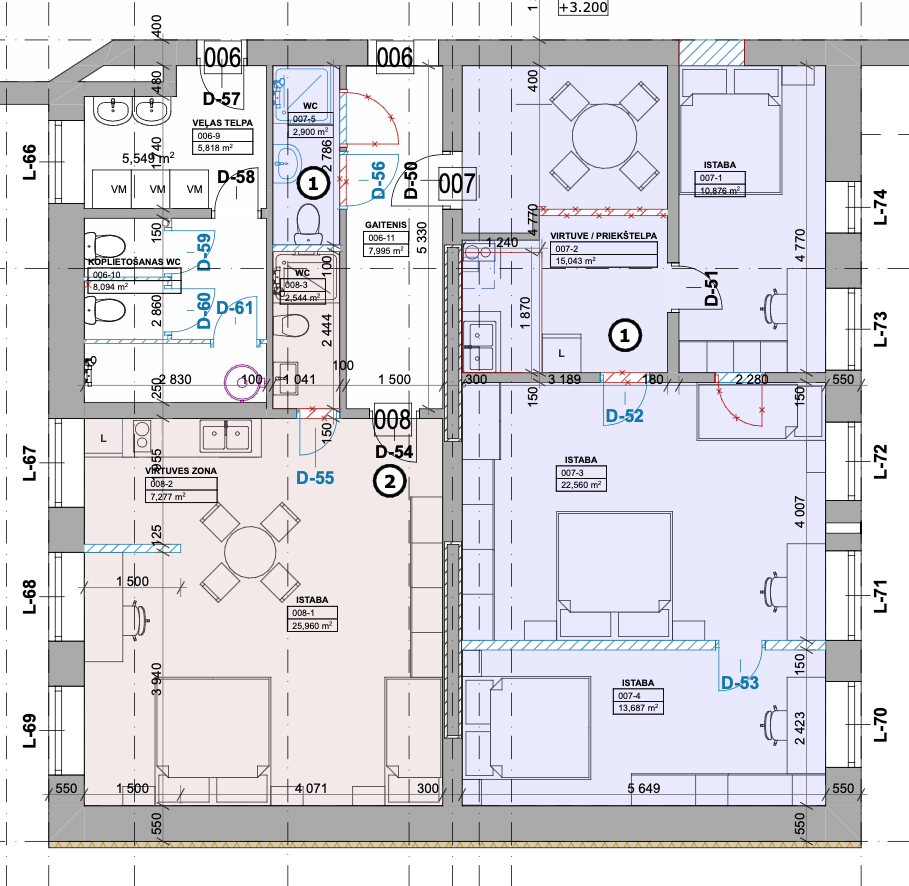 +3.200
1
400
006
006
480
D-57
VEĻAS TELPA
006-9
5,818 m²
5,549 m²
VM
VM
VM
D-58
L-66
WC
007-5
2,900 m²
2 786
1
D-56
D-50
007
GAITENIS
006-11
7,995 m²
5 330
400
4 770
ISTABA
007-1
10,876 m²
L-74
VIRTUVE / PRIEKŠTELPA
007-2
15,043 m²
1 240
4 770
150
D-59
KOPLIETOŠANAS WC
006-10
8,094 m²
D-60
D-61
2 860
WC
008-3
2,544 m²
100
2 444
1 870
D-51
1
L
L-73
2 830
100
1 041
100
1 500
300
3 189
180
2 280
550
250
150
150
150
008
D-54
D-55
D-52
2
L
L-67
VIRTUVES ZONA
008-2
7,277 m²
955
ISTABA
007-3
22,560 m²
4 007
L-72
125
1 500
L-68
L-71
ISTABA
008-1
25,960 m²
3 940
150
D-53
ISTABA
007-4
13,687 m²
2 423
L-69
L-70
550
1 500
4 071
300
5 649
550
550
550